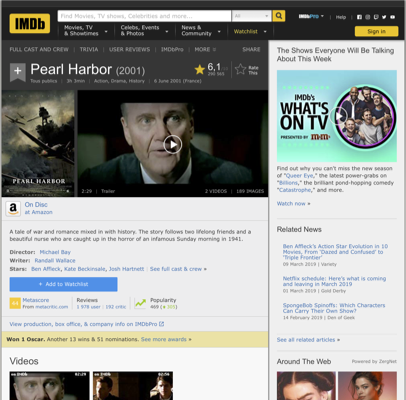 IMDb
Find Movies, TV shows, Celebrities and more...
All
IMDbPro
Help
Movies, TV
& Showtimes
Celebs, Events
& Photos
News &
Community
Watchlist
Sign in
FULL CAST AND CREW | TRIVIA | USER REVIEWS | IMDbPro | MORE
SHARE
Pearl Harbor (2001)
6,1
Rate
This
Tous publics | 3h 3min | Action, Drama, History | 6 June 2001 (France)
PEARL HARBOR
2:29 | Trailer
2 VIDEOS | 189 IMAGES
On Disc
at Amazon
A tale of war and romance mixed in with history. The story follows two lifelong friends and a
beautiful nurse who are caught up in the horror of an infamous Sunday morning in 1941.
Director: Michael Bay
Writer: Randall Wallace
Stars: Ben Affleck, Kate Beckinsale, Josh Hartnett | See full cast & crew »
+ Add to Watchlist
Metascore
From metacritic.com
Reviews
1 978 user | 192 critic
Popularity
View production, box office, & company info on IMDbPro
Won 1 Oscar. Another 13 wins & 51 nominations. See more awards »
Videos
The Shows Everyone Will Be Talking
About This Week
IMDb's
WHAT'S
ON TV
PRESENTED BY
Find out why you can't miss the new season
of "Queer Eye," the latest power-grabs on
"Billions," the brilliant pond-hopping comedy
"Catastrophe," and more.
Watch now »
Related News
Ben Affleck's Action Star Evolution in 10
Movies, From 'Dazed and Confused' to
'Triple Frontier'
09 March 2019 | Variety
Netflix schedule: Here's what is coming
and leaving in March 2019
01 March 2019 | Gold Derby
SpongeBob Spinoffs: Which Characters
Can Carry Their Own Show?
14 February 2019 | Den of Geek
See all related articles »
Around The Web
Powered by ZergNet